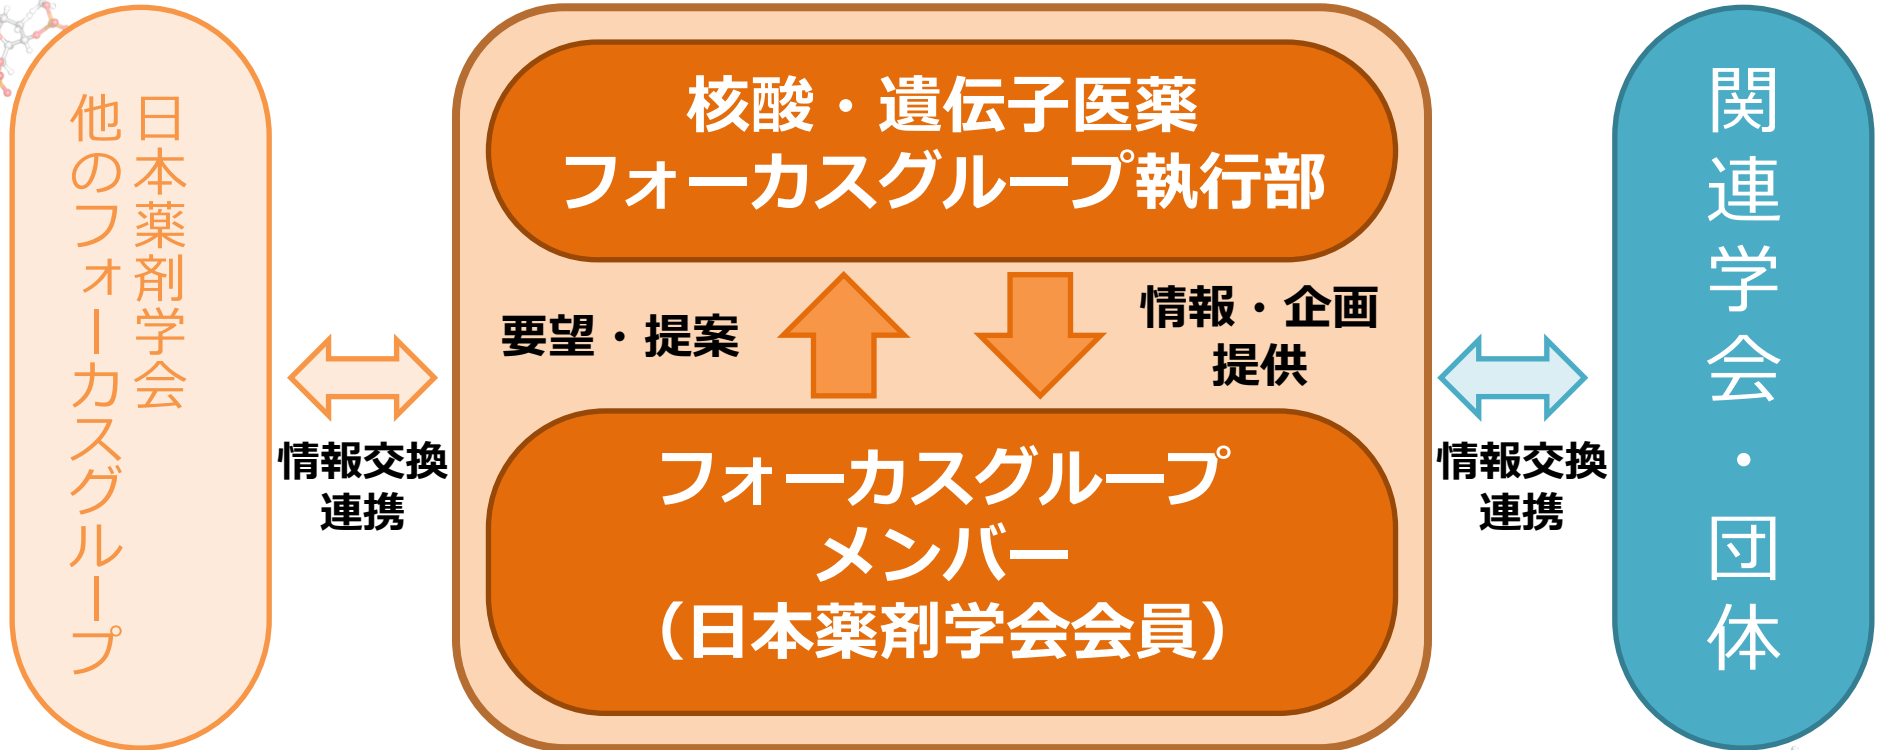 日本薬剤学会
他のフォーカスグループ
情報交換
連携
核酸・遺伝子医薬
フォーカスグループ執行部
要望・提案
情報・企画
提供
フォーカスグループ
メンバー
（日本薬剤学会会員）
情報交換
連携
関連学会・団体